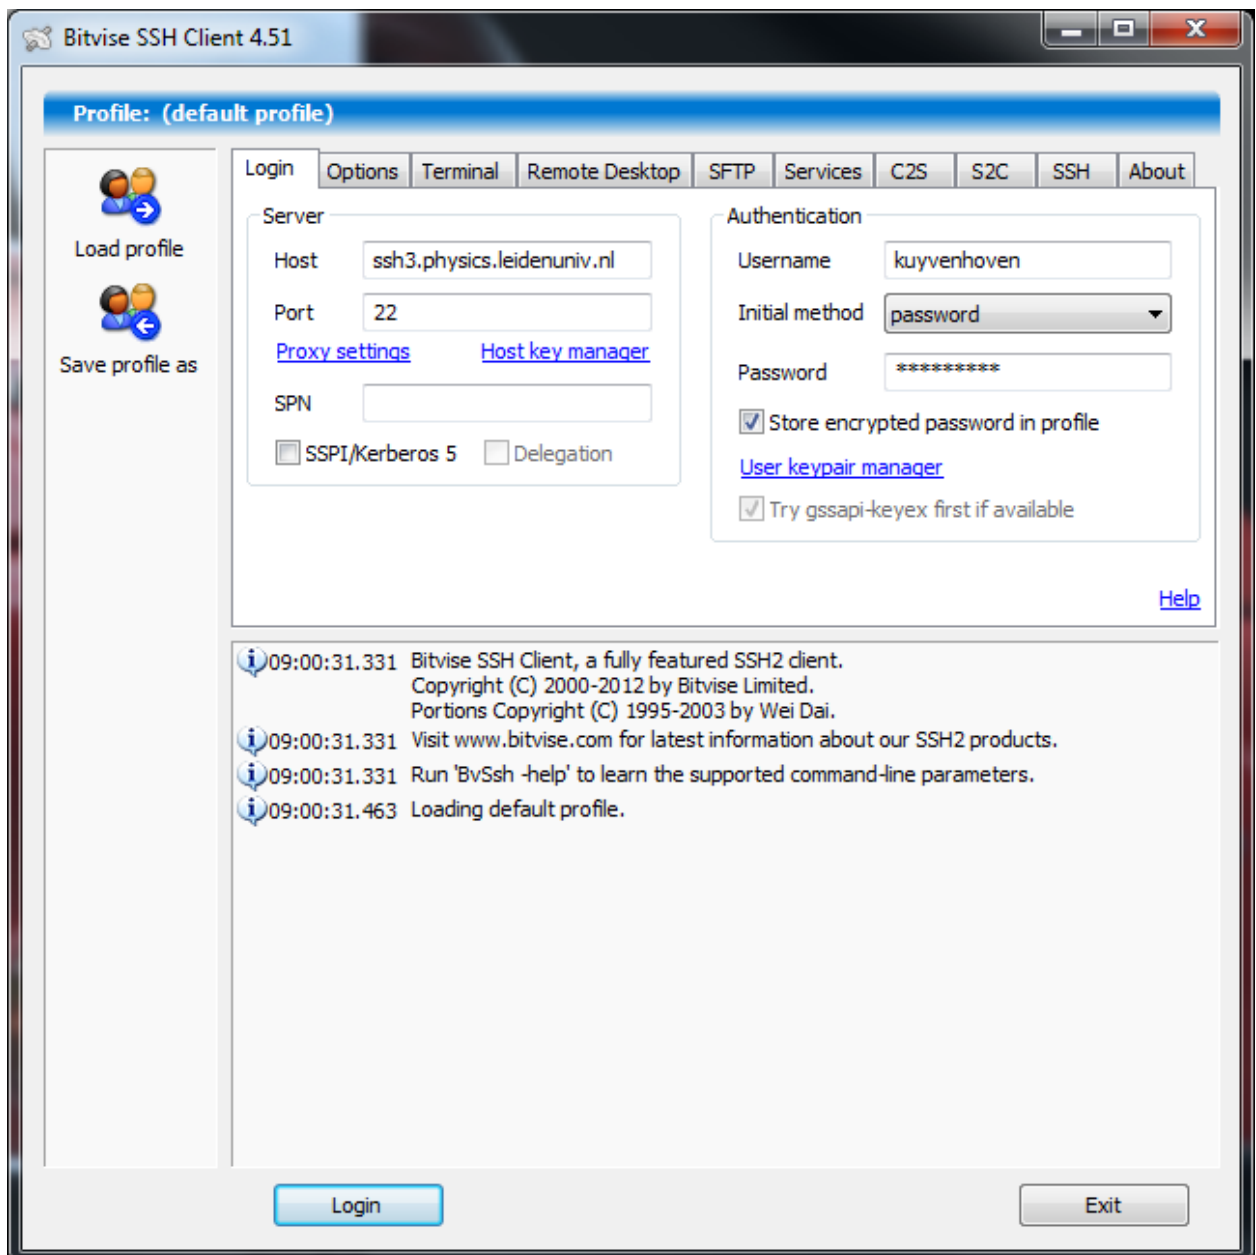 Bitvise SSH Client 4.51
Profile: (default profile)
Load profile
Save profile as
Login Options Terminal Remote Desktop SFTP Services C2S S2C SSH About
Server
Host ssh3.physics.leidenuniv.nl
Port 22
Proxy settings Host key manager
SPN
SSPI/Kerberos 5 Delegation
Authentication
Username kuyvenhoven
Initial method password
Password *********
Store encrypted password in profile
User keypair manager
Try gssapi-keyex first if available
Help
09:00:31.331 Bitvise SSH Client, a fully featured SSH2 client.
Copyright (C) 2000-2012 by Bitvise Limited.
Portions Copyright (C) 1995-2003 by Wei Dai.
09:00:31.331 Visit www.bitvise.com for latest information about our SSH2 products.
09:00:31.331 Run 'BvSsh -help' to learn the supported command-line parameters.
09:00:31.463 Loading default profile.
Login Exit